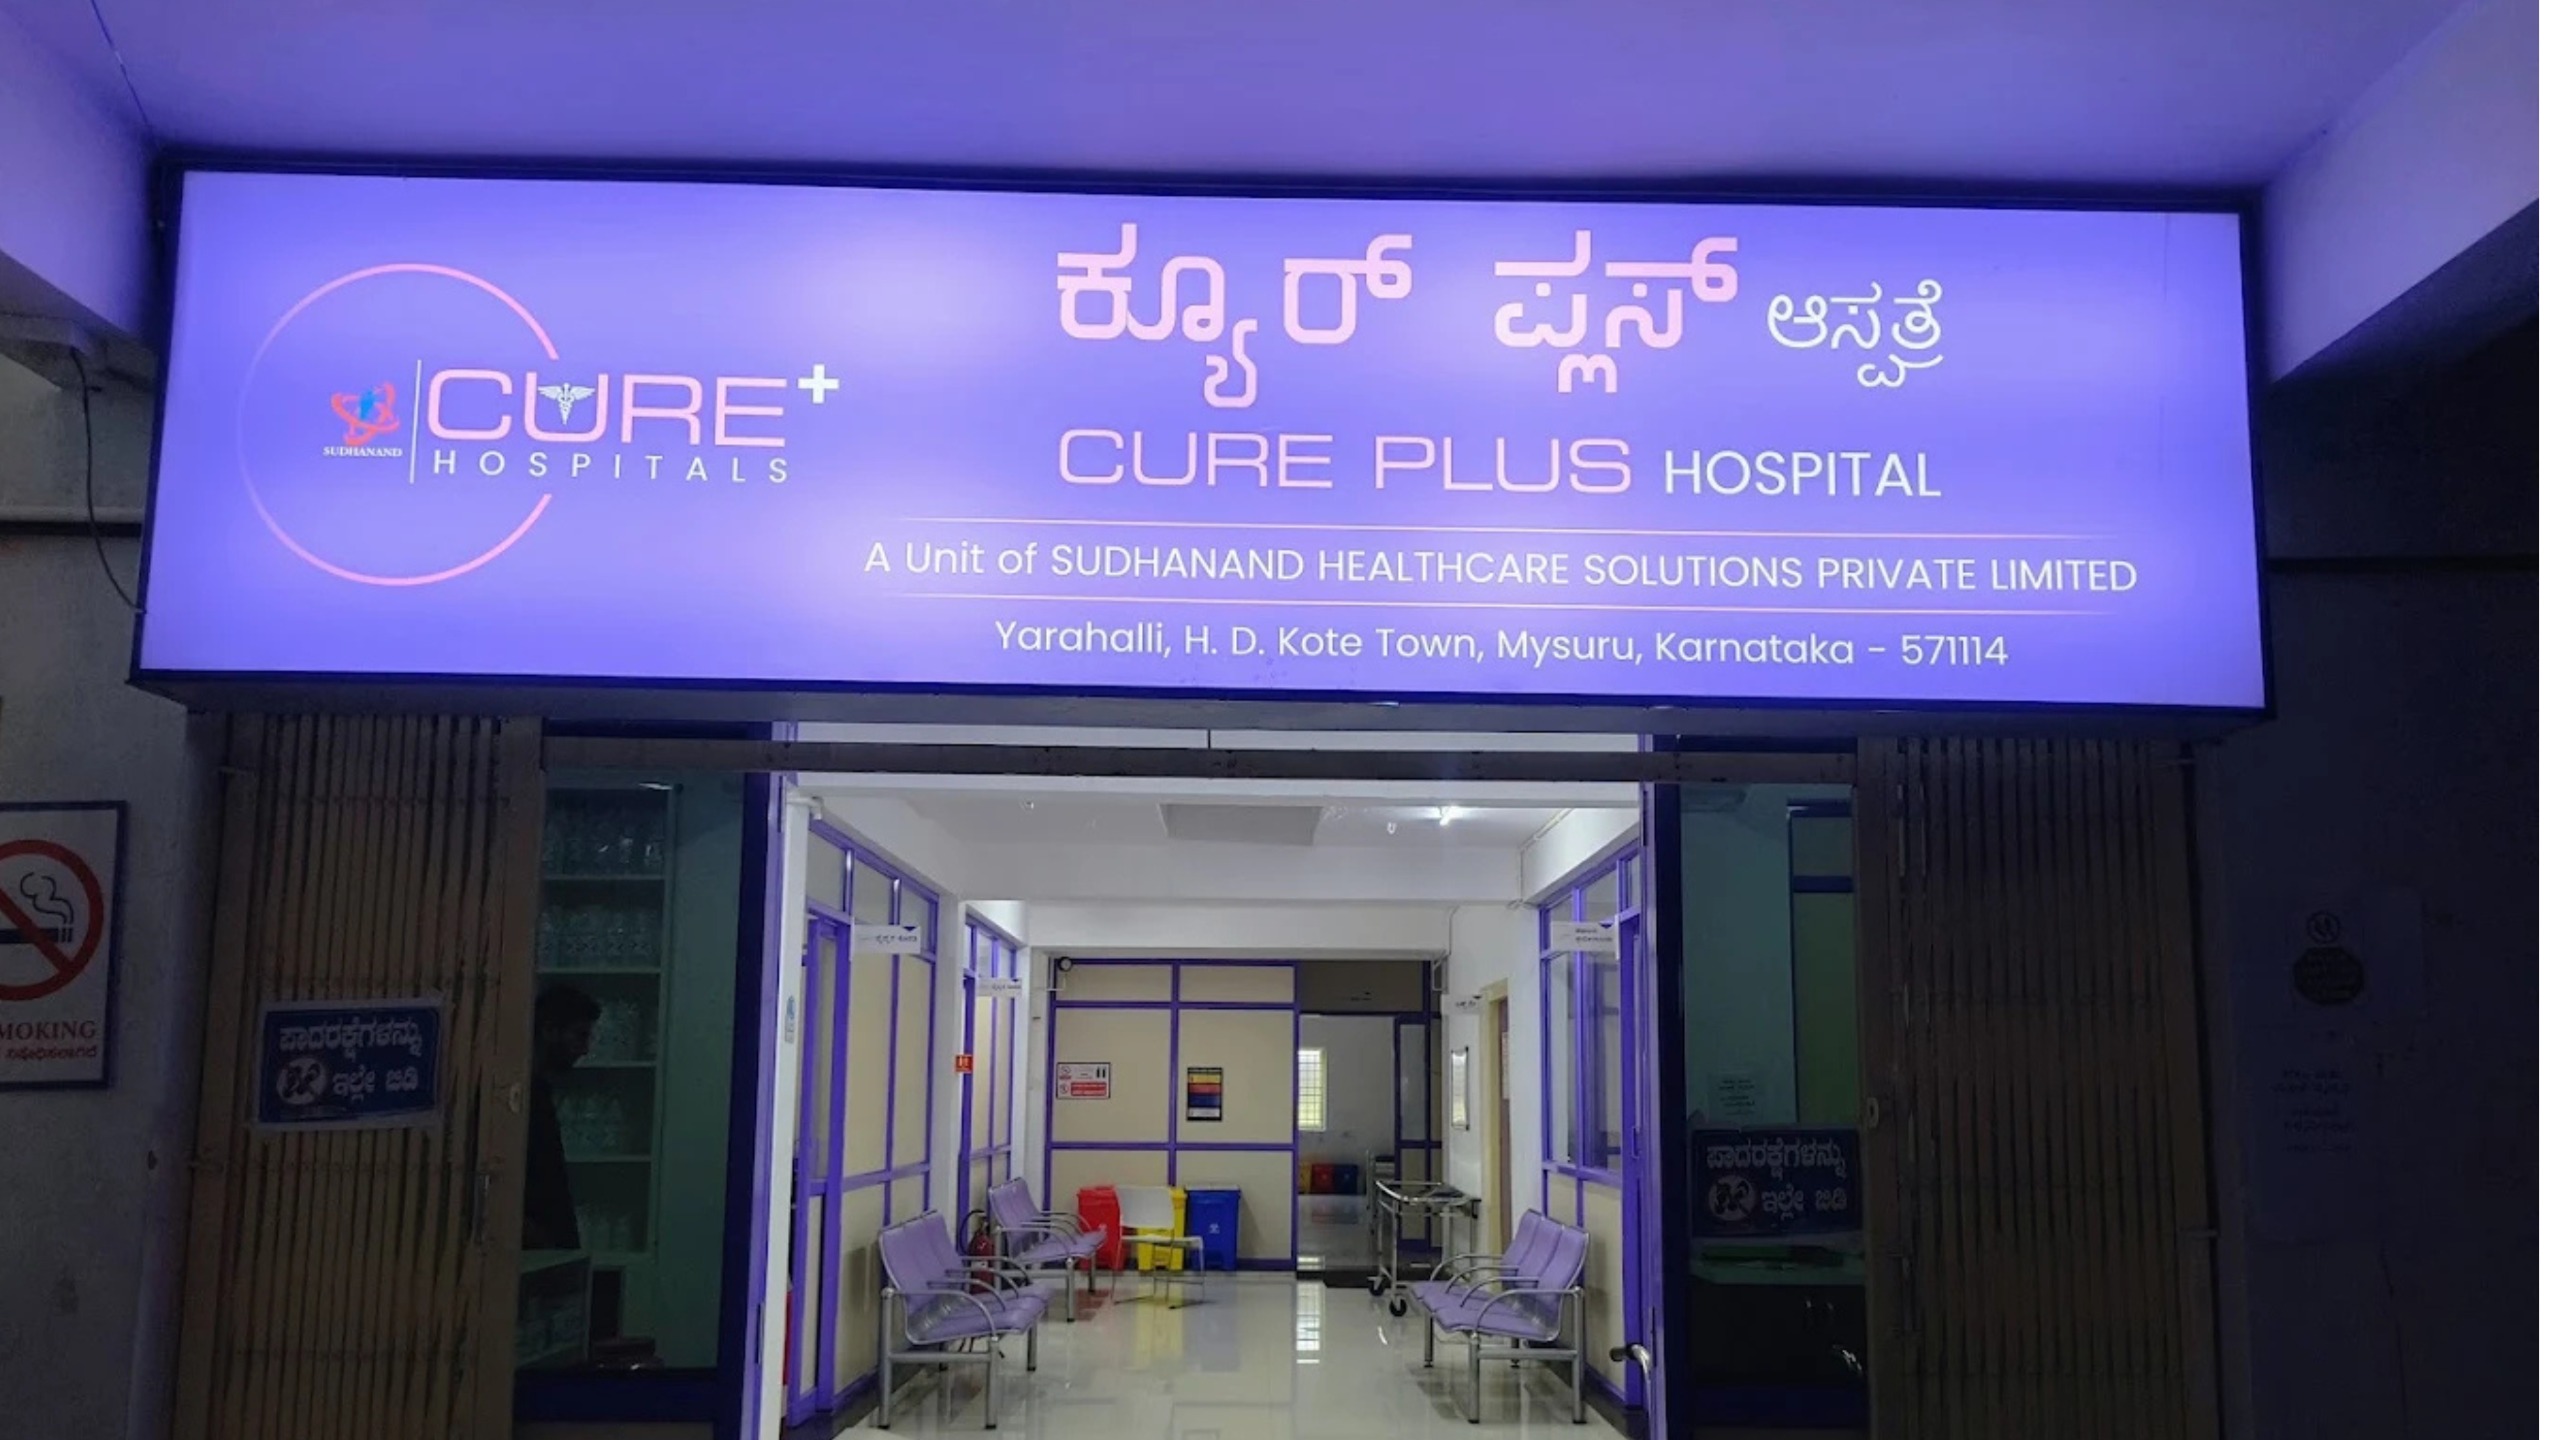 SUDHANAND
CURE+
HOSPITALS
ಕ್ಯೂರ್ ಪ್ಲಸ್ ಆಸ್ಪತ್ರೆ
CURE PLUS HOSPITAL
A Unit of SUDHANAND HEALTHCARE SOLUTIONS PRIVATE LIMITED
Yarahalli, H. D. Kote Town, Mysuru, Karnataka - 571114
MOKING
ಪಾದರಕ್ಷೆಗಳನ್ನು
ಇಲ್ಲೇ ಬಿಡಿ
ಪಾದರಕ್ಷೆಗಳನ್ನು
ಇಲ್ಲೇ ಬಿಡಿ